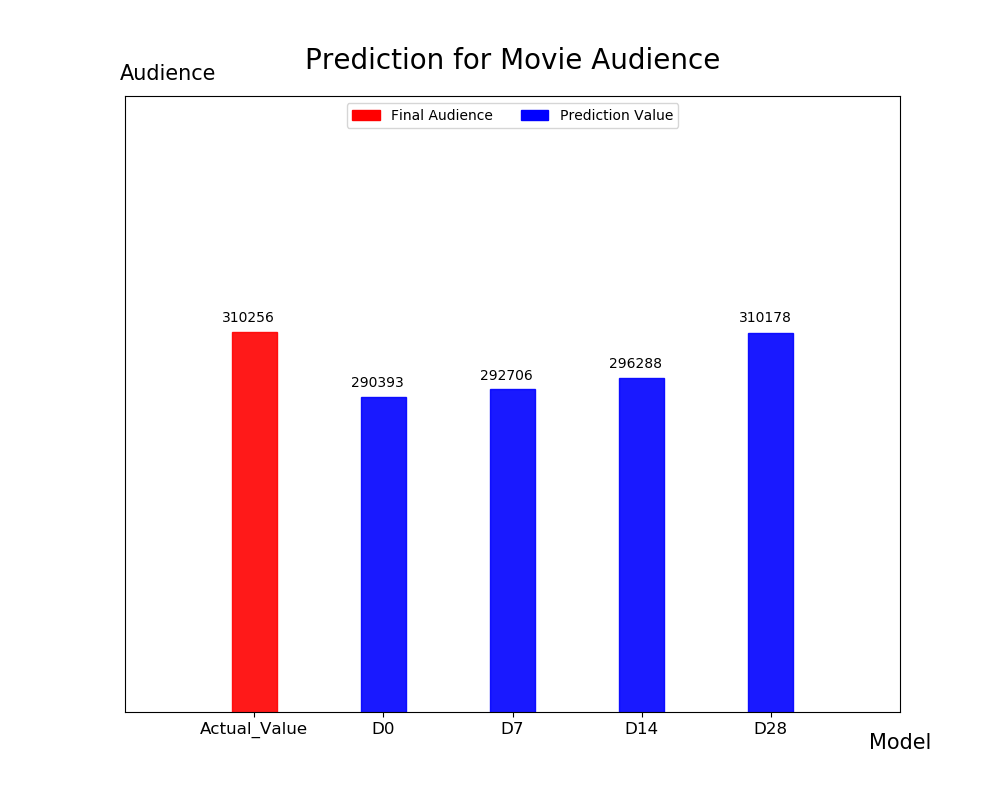 Prediction for Movie Audience
Audience
Final Audience Prediction Value
310256
290393
292706
296288
310178
Actual_Value D0 D7 D14 D28
Model